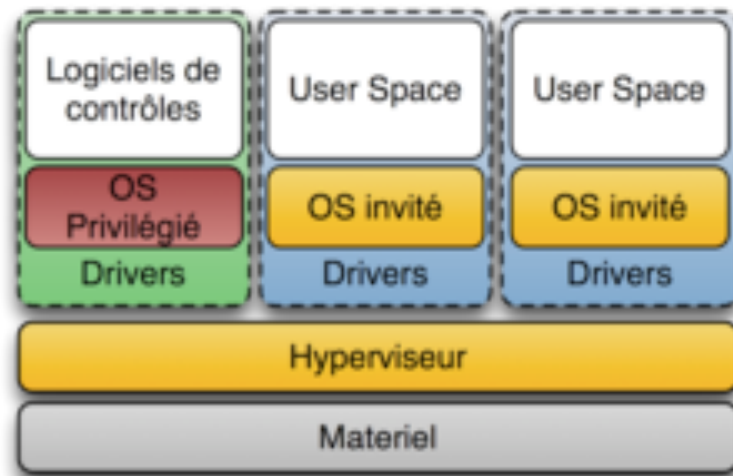 Logiciels de
contrôles
User Space
User Space
OS
Privilégié
OS invité
OS invité
Drivers
Drivers
Drivers
Hyperviseur
Materiel